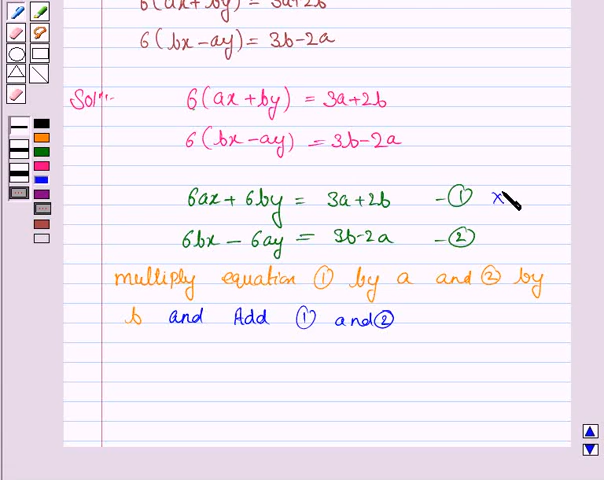 6(ax+by) = 3a+2b
6(bx-ay) = 3b-2a
Soln:- 6(ax+by) = 3a+2b
6(bx-ay) = 3b-2a
6ax + 6by = 3a+2b -①  x
6bx - 6ay = 3b-2a -②
multiply equation ① by a and ② by
b and Add ① and ②